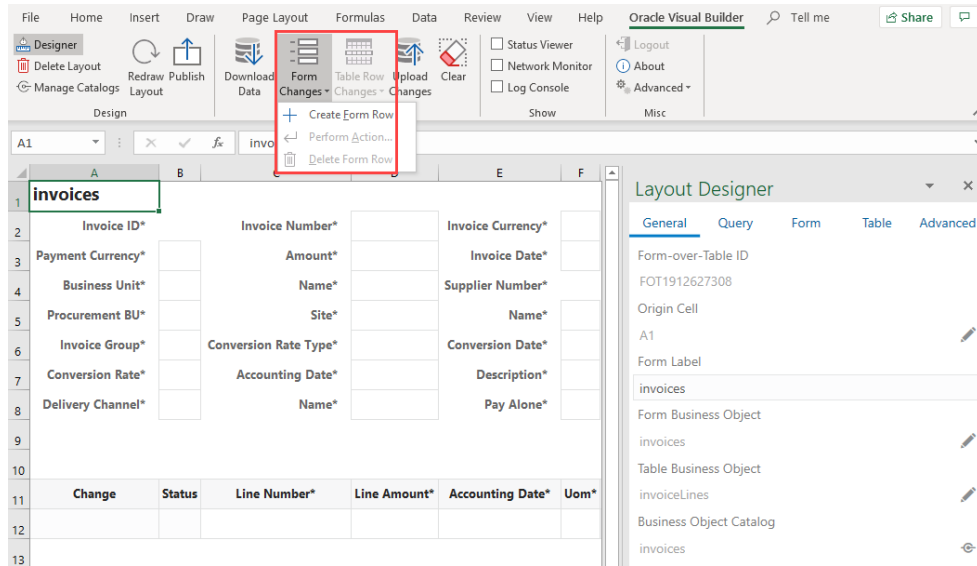 File Home Insert Draw Page Layout Formulas Data Review View Help Oracle Visual Builder Tell me Share
Designer
Delete Layout
Manage Catalogs
Redraw Layout
Publish
Design
Download Data
Form Changes
Table Row Changes
Upload Changes
Clear
Status Viewer
Network Monitor
Log Console
Show
Logout
About
Advanced
Misc
Create Form Row
Perform Action...
Delete Form Row
A1 fx invo
A B C D E F
1 invoices
2 Invoice ID* Invoice Number* Invoice Currency*
3 Payment Currency* Amount* Invoice Date*
4 Business Unit* Name* Supplier Number*
5 Procurement BU* Site* Name*
6 Invoice Group* Conversion Rate Type* Conversion Date*
7 Conversion Rate* Accounting Date* Description*
8 Delivery Channel* Name* Pay Alone*
9
10
11 Change Status Line Number* Line Amount* Accounting Date* Uom*
12
13
Layout Designer
General Query Form Table Advanced
Form-over-Table ID
FOT1912627308
Origin Cell
A1
Form Label
invoices
Form Business Object
invoices
Table Business Object
invoiceLines
Business Object Catalog
invoices